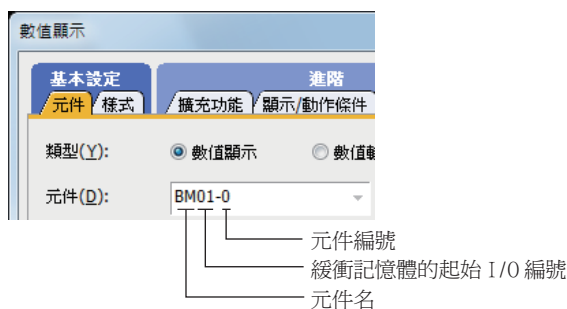 數值顯示
基本設定 進階
元件 樣式 擴充功能 顯示/動作條件
類型(Y): 數值顯示 數值
元件(D): BM01-0
元件編號
緩衝記憶體的起始 I/O 編號
元件名